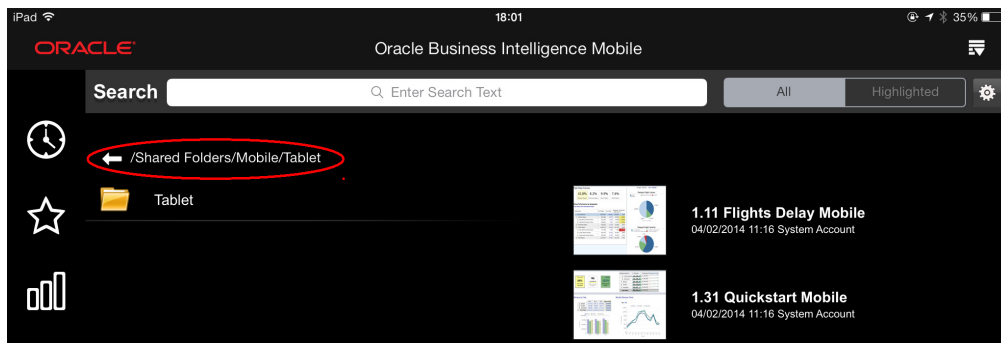 iPad 18:01 35%
ORACLE Oracle Business Intelligence Mobile
Search Enter Search Text All Highlighted
/Shared Folders/Mobile/Tablet
Tablet
1.11 Flights Delay Mobile
04/02/2014 11:16 System Account
1.31 Quickstart Mobile
04/02/2014 11:16 System Account